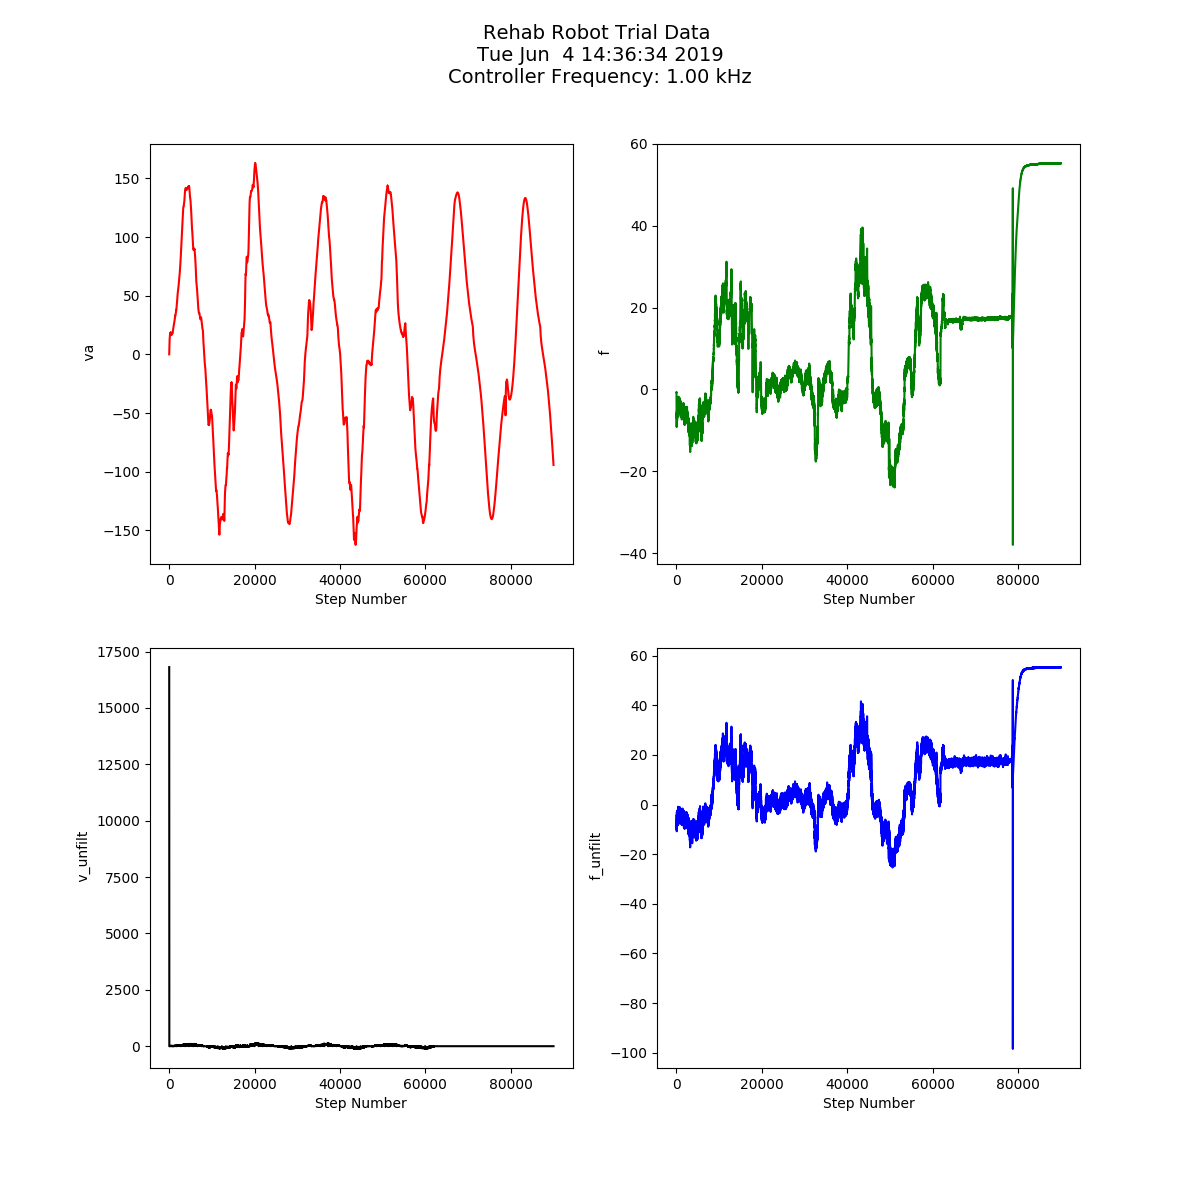 Rehab Robot Trial Data
Tue Jun  4 14:36:34 2019
Controller Frequency: 1.00 kHz
150
100
50
0
−50
−100
−150
va
0 20000 40000 60000 80000
Step Number
60
40
20
0
−20
−40
f
0 20000 40000 60000 80000
Step Number
17500
15000
12500
10000
7500
5000
2500
0
v_unfilt
0 20000 40000 60000 80000
Step Number
60
40
20
0
−20
−40
−60
−80
−100
f_unfilt
0 20000 40000 60000 80000
Step Number